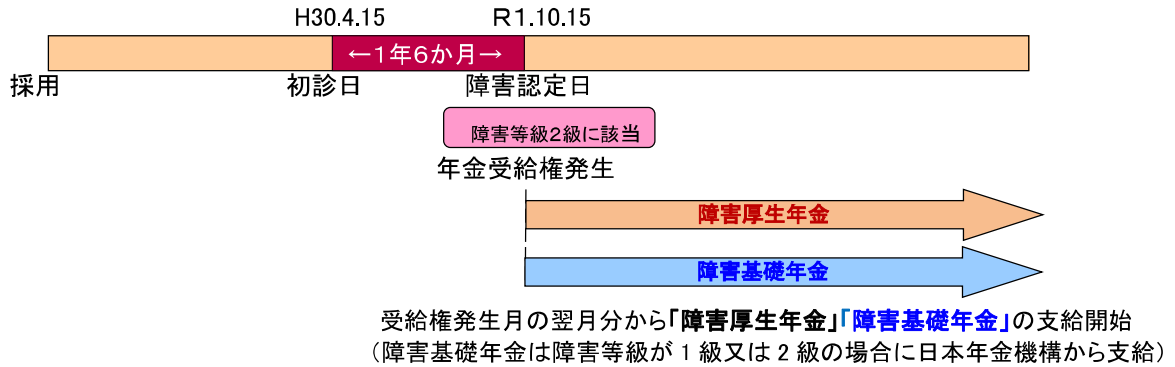 H30.4.15 R1.10.15
←1年6か月→
採用 初診日 障害認定日
障害等級2級に該当
年金受給権発生
障害厚生年金
障害基礎年金
受給権発生月の翌月分から「障害厚生年金」「障害基礎年金」の支給開始
（障害基礎年金は障害等級が1級又は2級の場合に日本年金機構から支給）